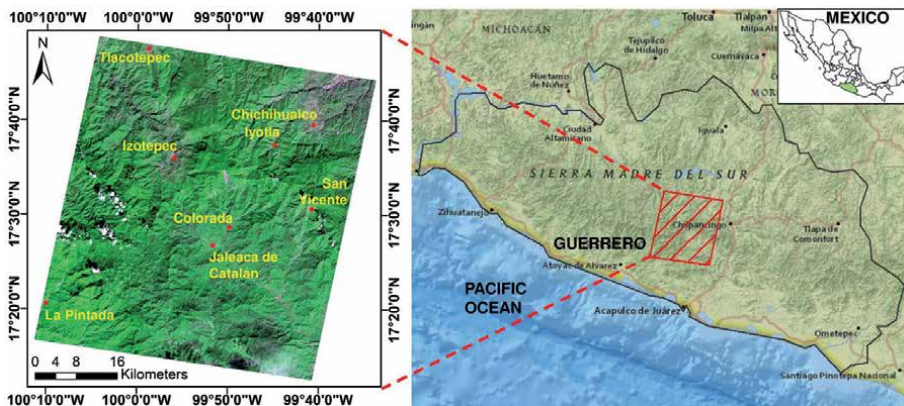 100°10'0"W
100°0'0"W
99°50'0"W
99°40'0"W
N
Tlacotepec
Chichihualco
Iyotla
Izotepec
San
Vicente
Colorada
Jaleaca de
Catalán
La Pintada
0 4 8 16
Kilometers
17°40'0"N
17°30'0"N
17°20'0"N
17°40'0"N
17°30'0"N
17°20'0"N
100°10'0"W
100°0'0"W
99°50'0"W
99°40'0"W
MICHOACÁN
Toluca
Tlalpan
Milpa Alt
Tejupilco
de Hidalgo
Cuernavaca
Huetamo
de Núñez
MOR
Ciudad
Altamirano
Iguala
SIERRA MADRE DEL SUR
Zihuatanejo
Chilpancingo
Tlapa de
Comonfort
GUERRERO
Atoyac de Alvarez
PACIFIC
OCEAN
Acapulco de Juárez
Ometepec
Santiago Pinotepa Nacional
MEXICO